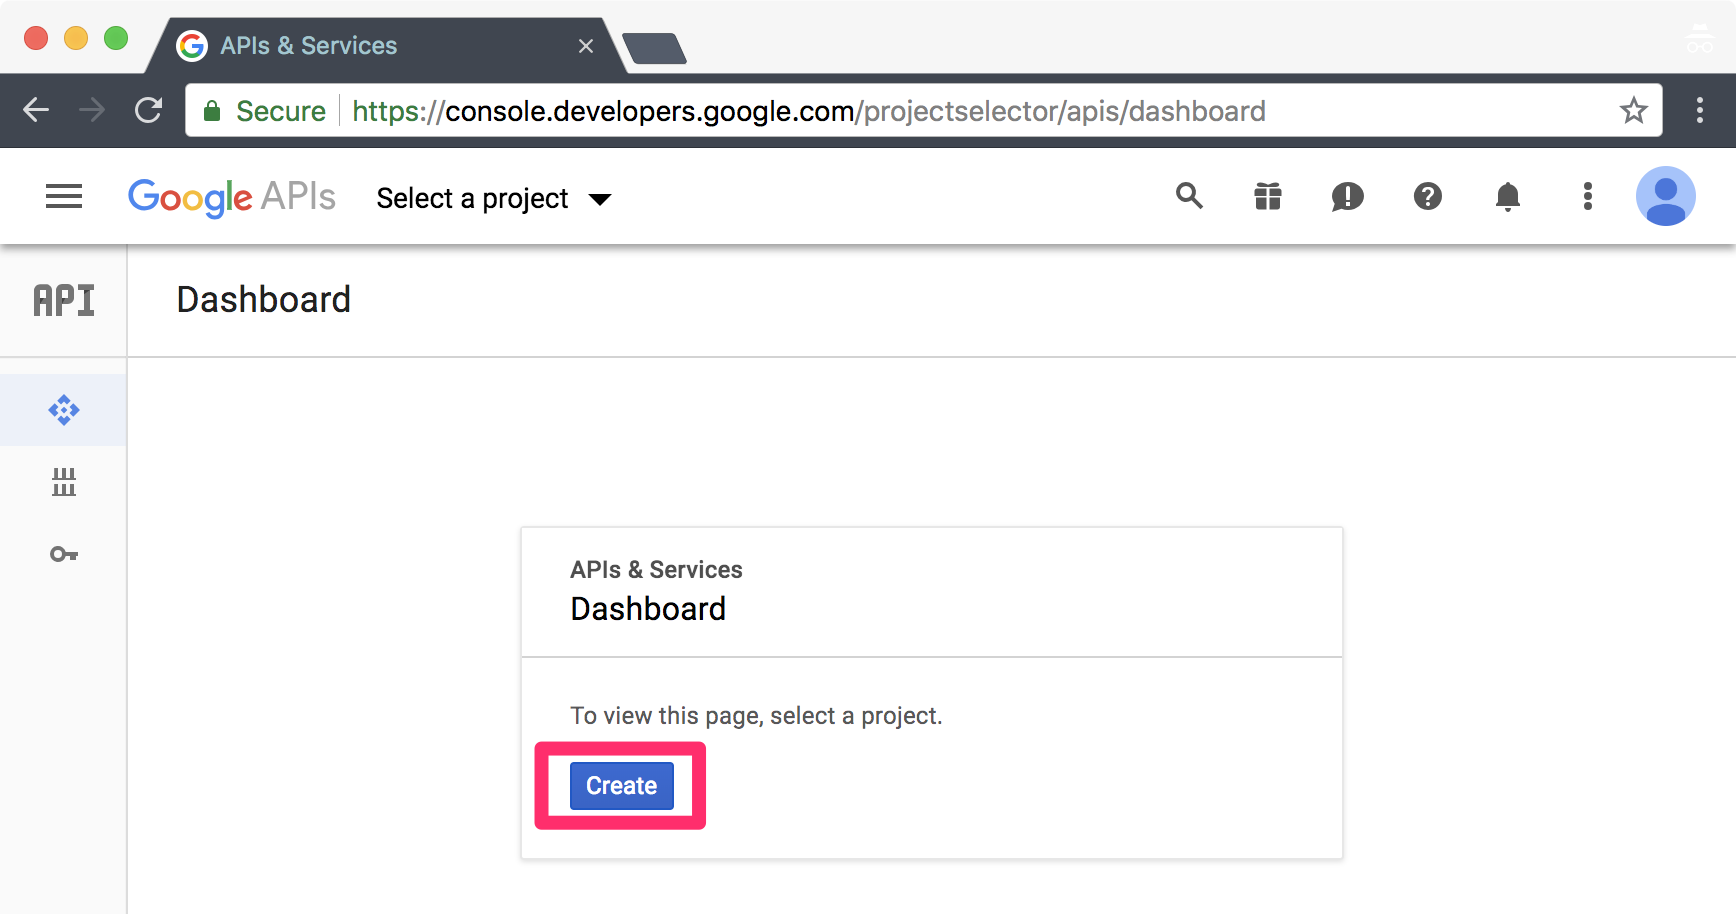 APIs & Services
Secure https://console.developers.google.com/projectselector/apis/dashboard
Google APIs Select a project
API
Dashboard
APIs & Services
Dashboard
To view this page, select a project.
Create